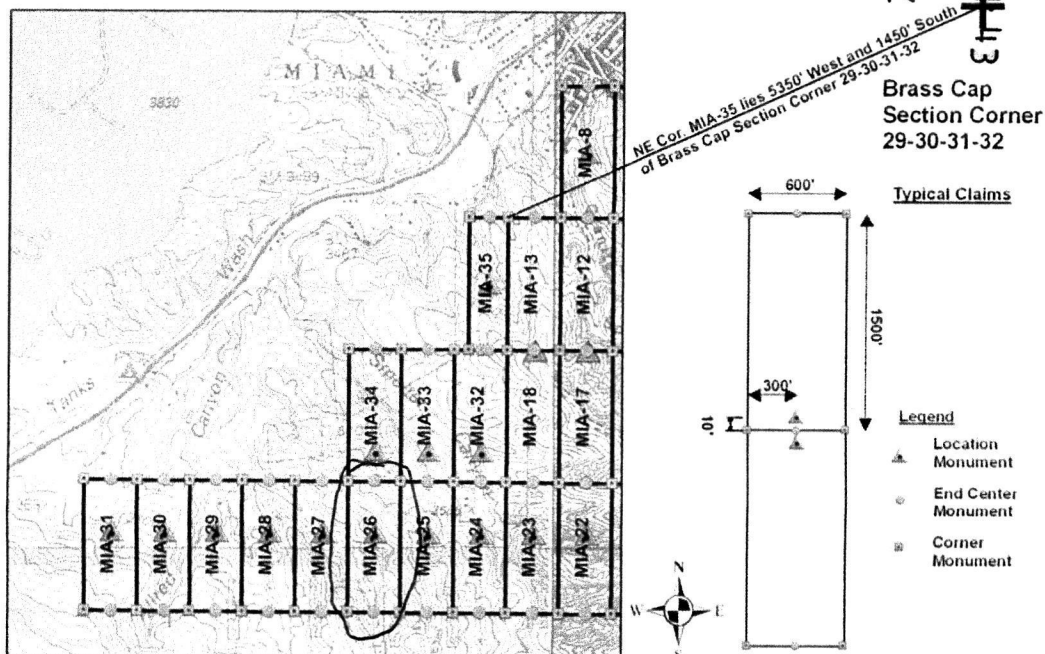 NE Cor. MIA-35 lies 5350' West and 1450' South
of Brass Cap Section Corner 29-30-31-32
Brass Cap
Section Corner
29-30-31-32
MIAMI
3830
Wash
Canyon
Tanks
MIA-8
MIA-35
MIA-13
MIA-12
MIA-34
MIA-33
MIA-32
MIA-18
MIA-17
MIA-31
MIA-30
MIA-29
MIA-28
MIA-27
MIA-26
MIA-25
MIA-24
MIA-23
MIA-22
Typical Claims
600'
1500'
300'
10'
Legend
Location
Monument
End Center
Monument
Corner
Monument
N
W
E
S